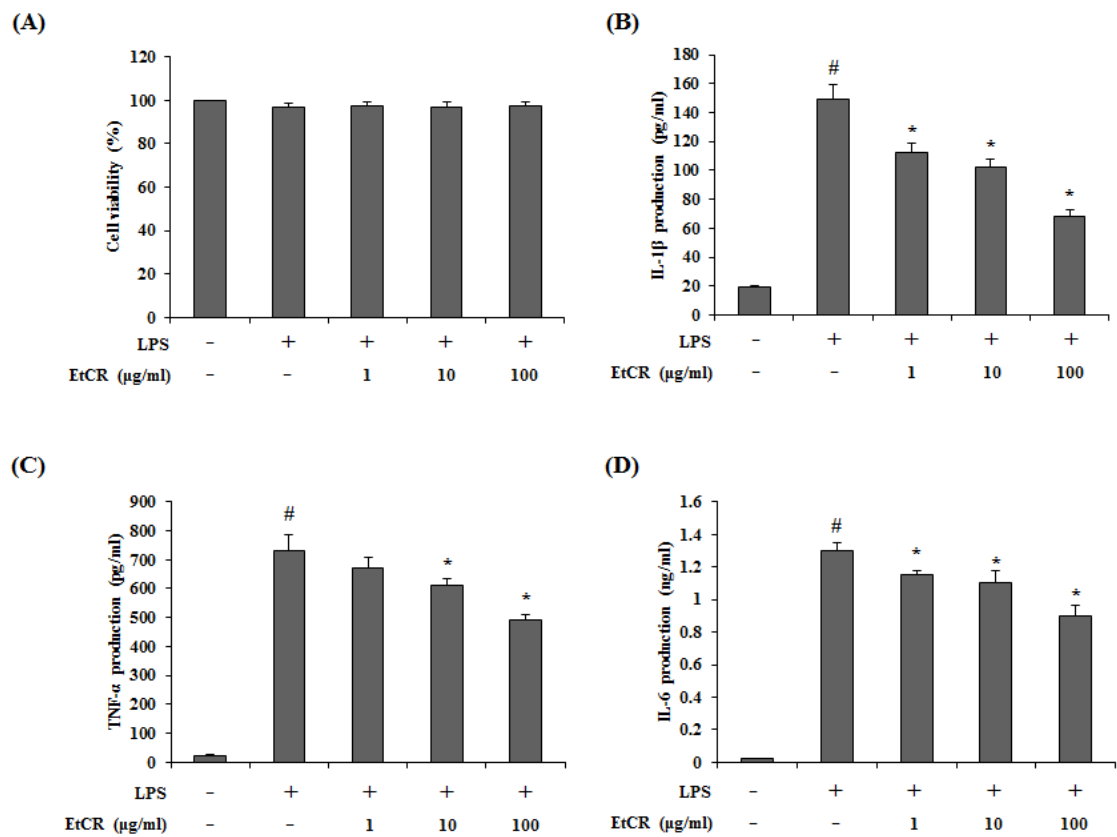 (A)
120
100
80
60
40
20
0
Cell viability (%)
LPS – + + + +
EtCR (µg/ml) – – 1 10 100
(B)
180
160
140
120
100
80
60
40
20
0
IL-1β production (pg/ml)
#
*
*
*
LPS – + + + +
EtCR (µg/ml) – – 1 10 100
(C)
900
800
700
600
500
400
300
200
100
0
TNF-α production (pg/ml)
#
*
*
LPS – + + + +
EtCR (µg/ml) – – 1 10 100
(D)
1.6
1.4
1.2
1
0.8
0.6
0.4
0.2
0
IL-6 production (ng/ml)
#
*
*
*
LPS – + + + +
EtCR (µg/ml) – – 1 10 100